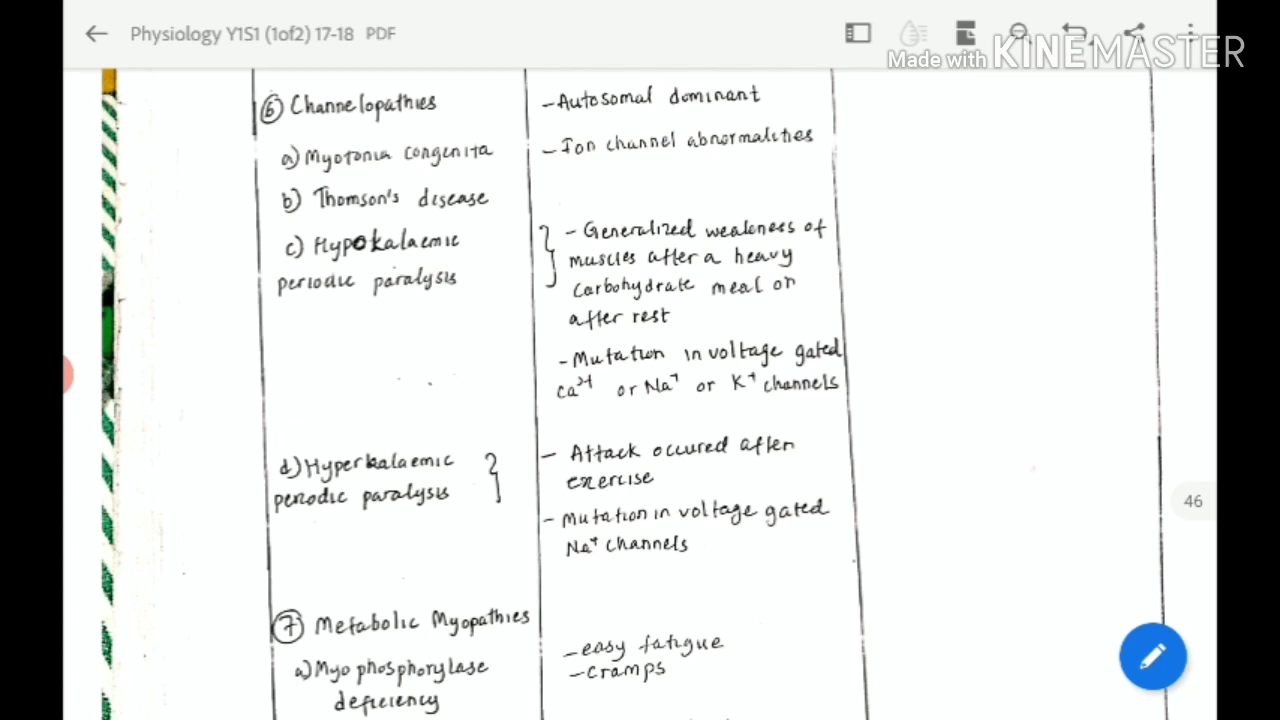 Physiology Y1S1 (1of2) 17-18 PDF
Made with KINEMASTER
⑥ Channelopathies
a) Myotonia congenita
b) Thomson's disease
c) Hypokalaemic
periodic paralysis
- Autosomal dominant
- Ion channel abnormalities
- Generalized weakness of
muscles after a heavy
carbohydrate meal or
after rest
- Mutation in voltage gated
Ca²⁺ or Na⁺ or K⁺ channels
d) Hyperkalaemic
periodic paralysis
- Attack occured after
exercise
- Mutation in voltage gated
Na⁺ channels
46
⑦ Metabolic Myopathies
a) Myophosphorylase
deficiency
- easy fatigue
- cramps